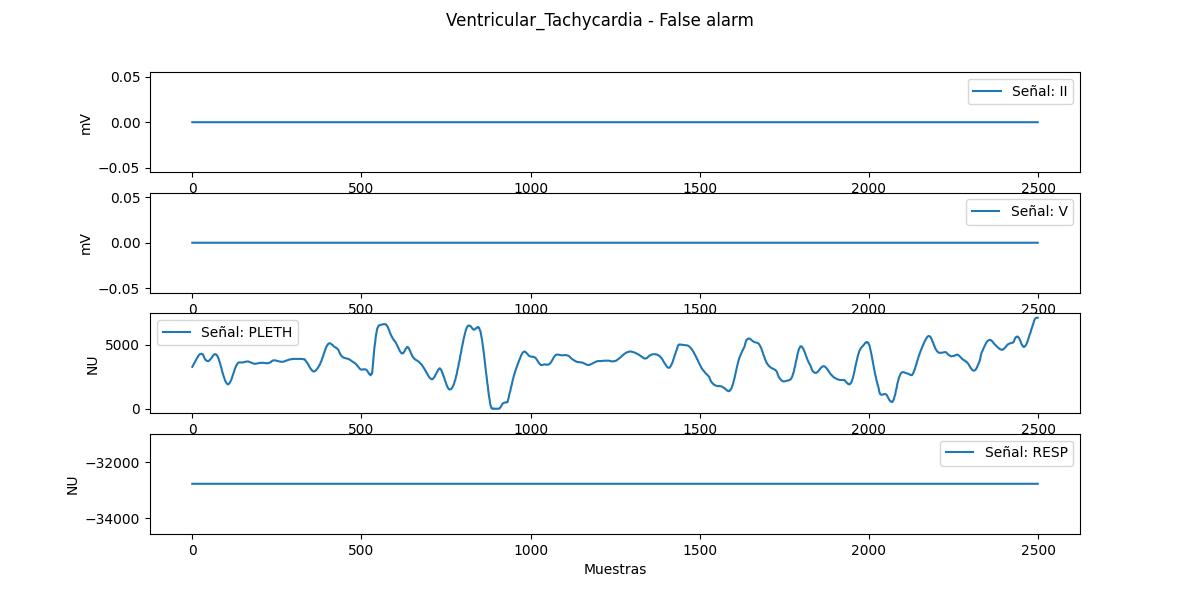 Ventricular_Tachycardia - False alarm
0.05
0.00
−0.05
mV
Señal: II
0 500 1000 1500 2000 2500
0.05
0.00
−0.05
mV
Señal: V
0 500 1000 1500 2000 2500
5000
0
NU
Señal: PLETH
0 500 1000 1500 2000 2500
−32000
−34000
NU
Señal: RESP
0 500 1000 1500 2000 2500
Muestras